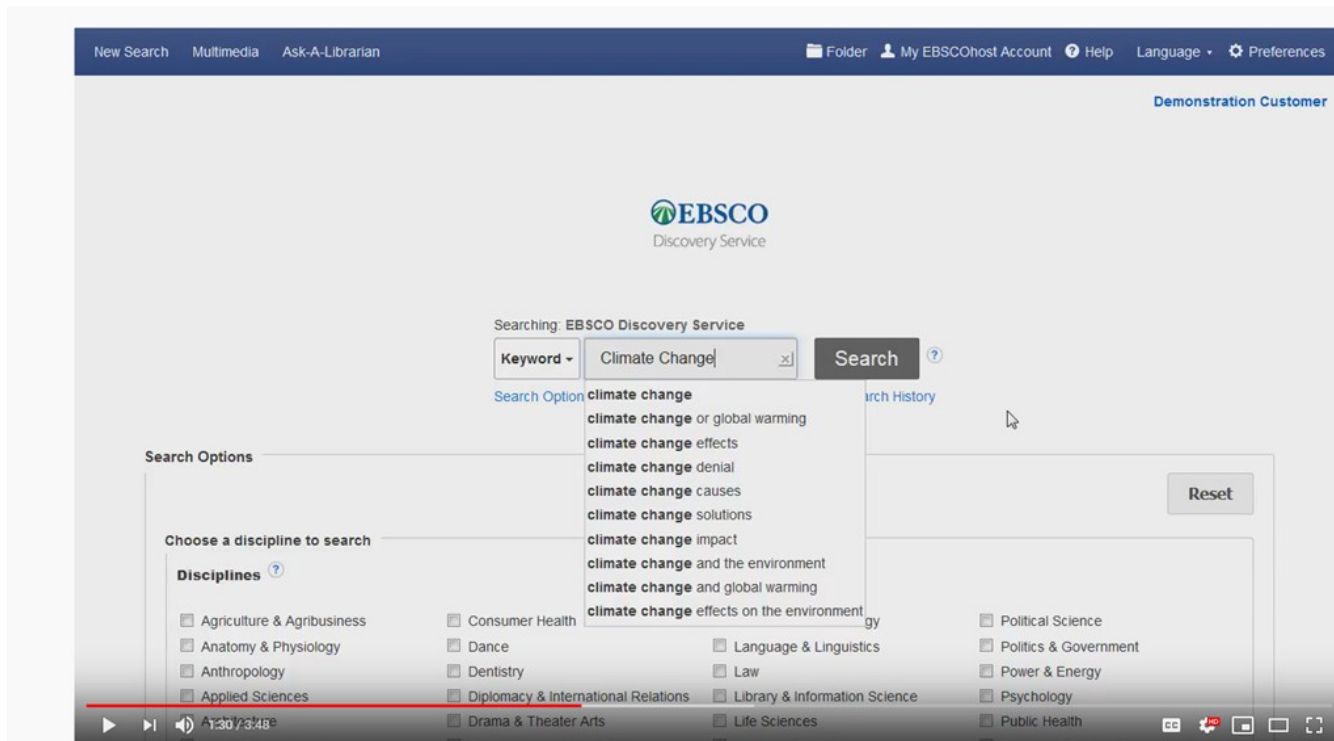 New Search Multimedia Ask-A-Librarian Folder My EBSCOhost Account ? Help Language Preferences
Demonstration Customer
EBSCO
Discovery Service
Searching: EBSCO Discovery Service
Keyword Climate Change x Search ?
Search Option rch History
climate change
climate change or global warming
climate change effects
climate change denial
climate change causes
climate change solutions
climate change impact
climate change and the environment
climate change and global warming
climate change effects on the environment
Search Options
Reset
Choose a discipline to search
Disciplines ?
Agriculture & Agribusiness Consumer Health gy Political Science
Anatomy & Physiology Dance Language & Linguistics Politics & Government
Anthropology Dentistry Law Power & Energy
Applied Sciences Diplomacy & International Relations Library & Information Science Psychology
Architecture Drama & Theater Arts Life Sciences Public Health
1:30 / 3:48 CC HD